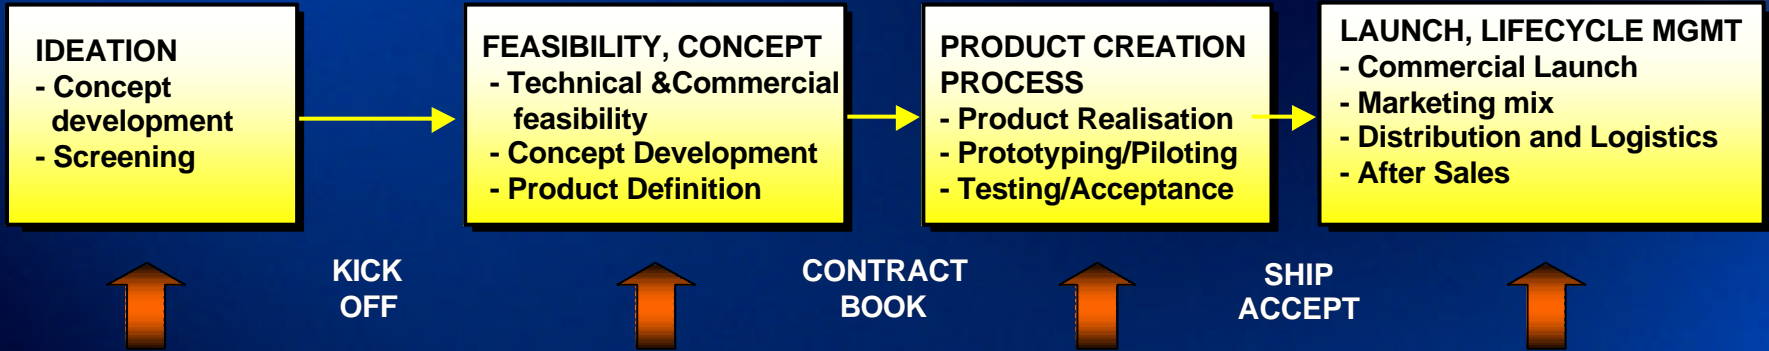 IDEATION
- Concept
development
- Screening
FEASIBILITY, CONCEPT
- Technical &Commercial
feasibility
- Concept Development
- Product Definition
PRODUCT CREATION
PROCESS
- Product Realisation
- Prototyping/Piloting
- Testing/Acceptance
LAUNCH, LIFECYCLE MGMT
- Commercial Launch
- Marketing mix
- Distribution and Logistics
- After Sales
KICK
OFF
CONTRACT
BOOK
SHIP
ACCEPT